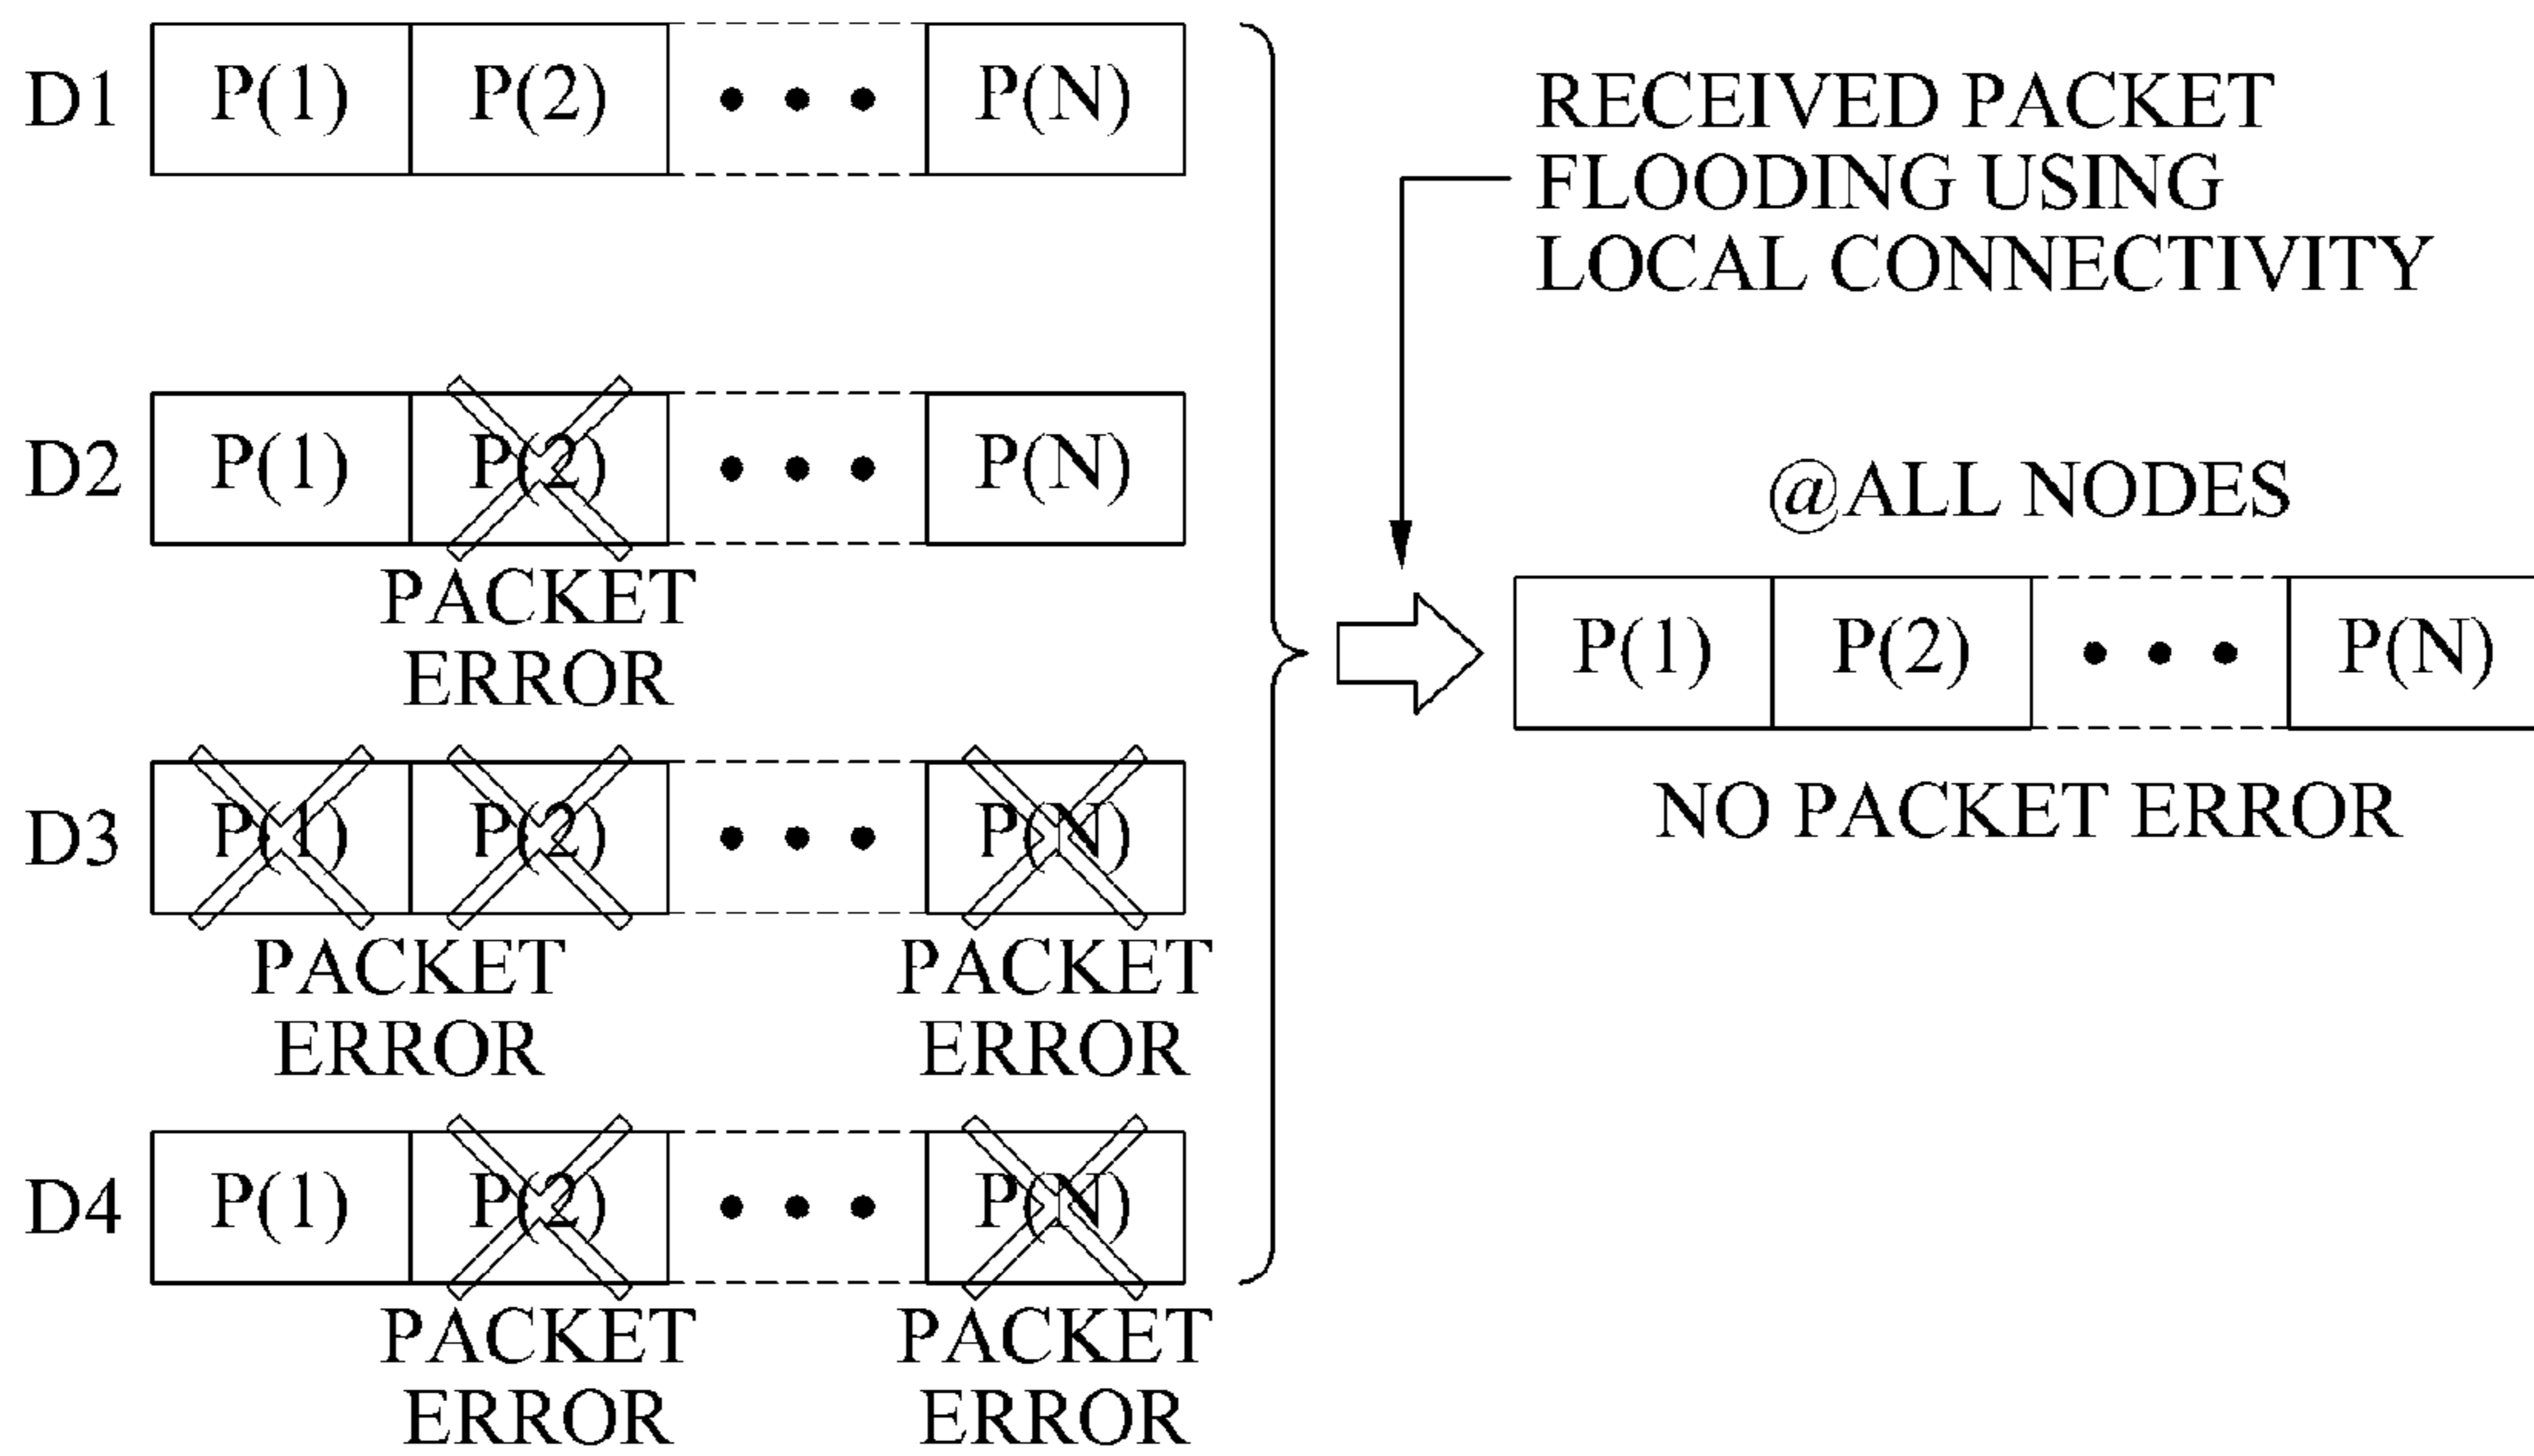 D1 P(1) P(2) ••• P(N)
RECEIVED PACKET
FLOODING USING
LOCAL CONNECTIVITY
D2 P(1) P(2) ••• P(N)
PACKET
ERROR
@ALL NODES
P(1) P(2) ••• P(N)
NO PACKET ERROR
D3 P(1) P(2) ••• P(N)
PACKET PACKET
ERROR ERROR
D4 P(1) P(2) ••• P(N)
PACKET PACKET
ERROR ERROR